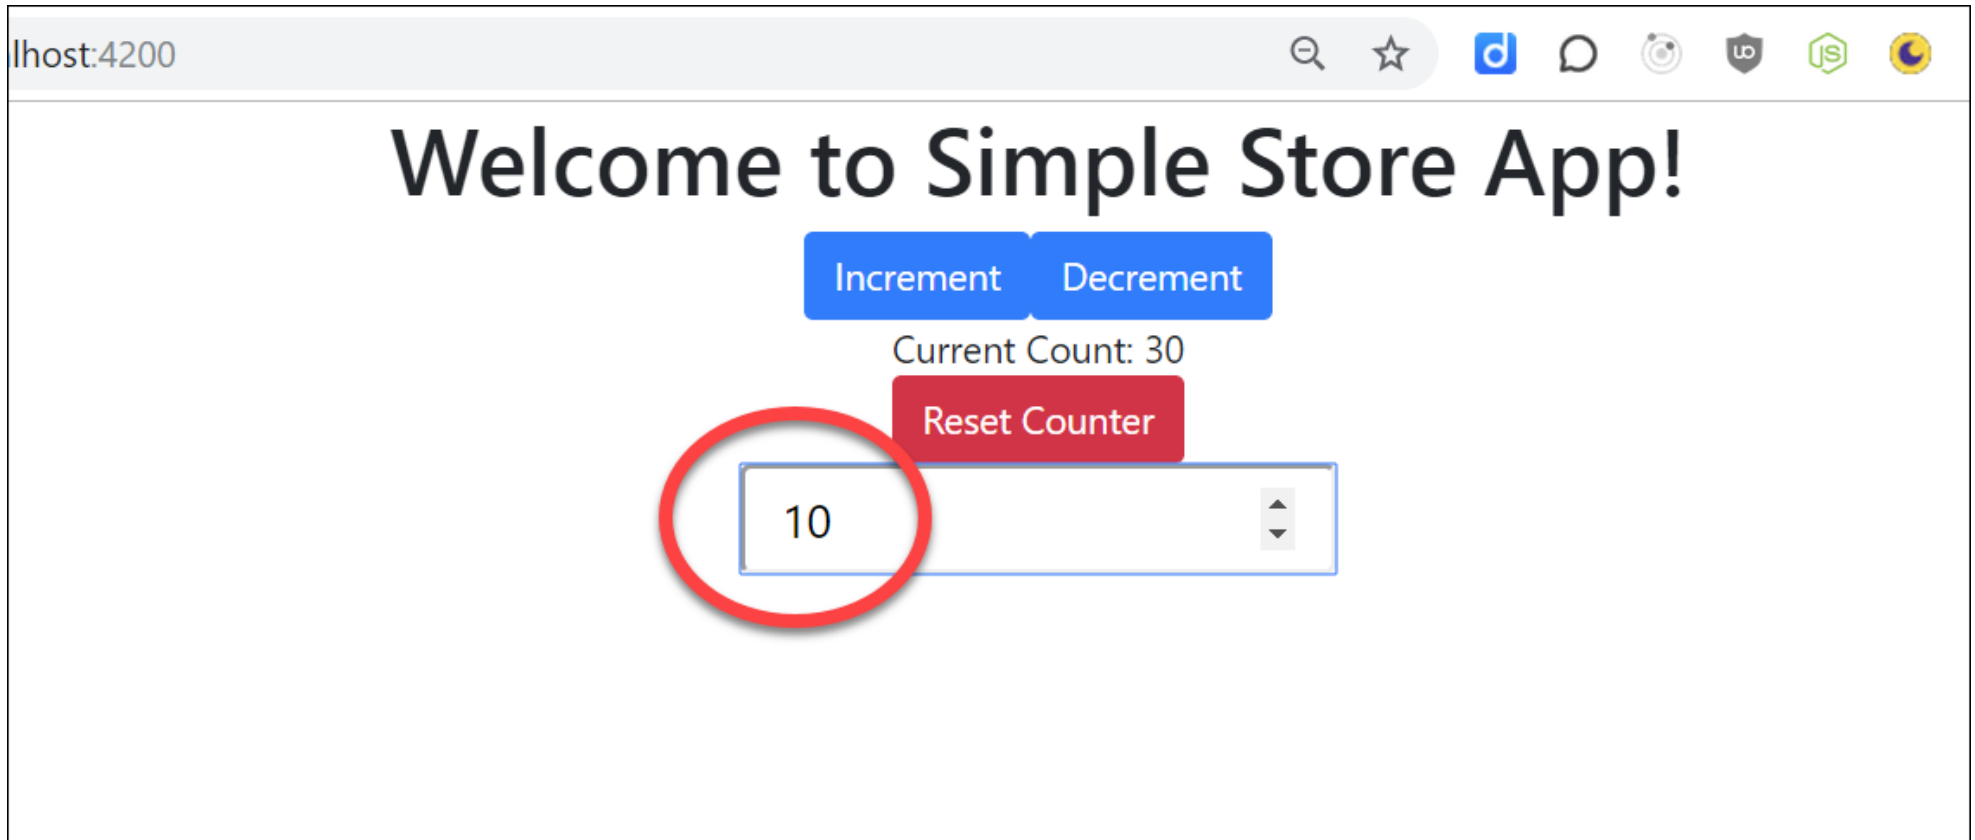 lhost:4200
Welcome to Simple Store App!
Increment Decrement
Current Count: 30
Reset Counter
10